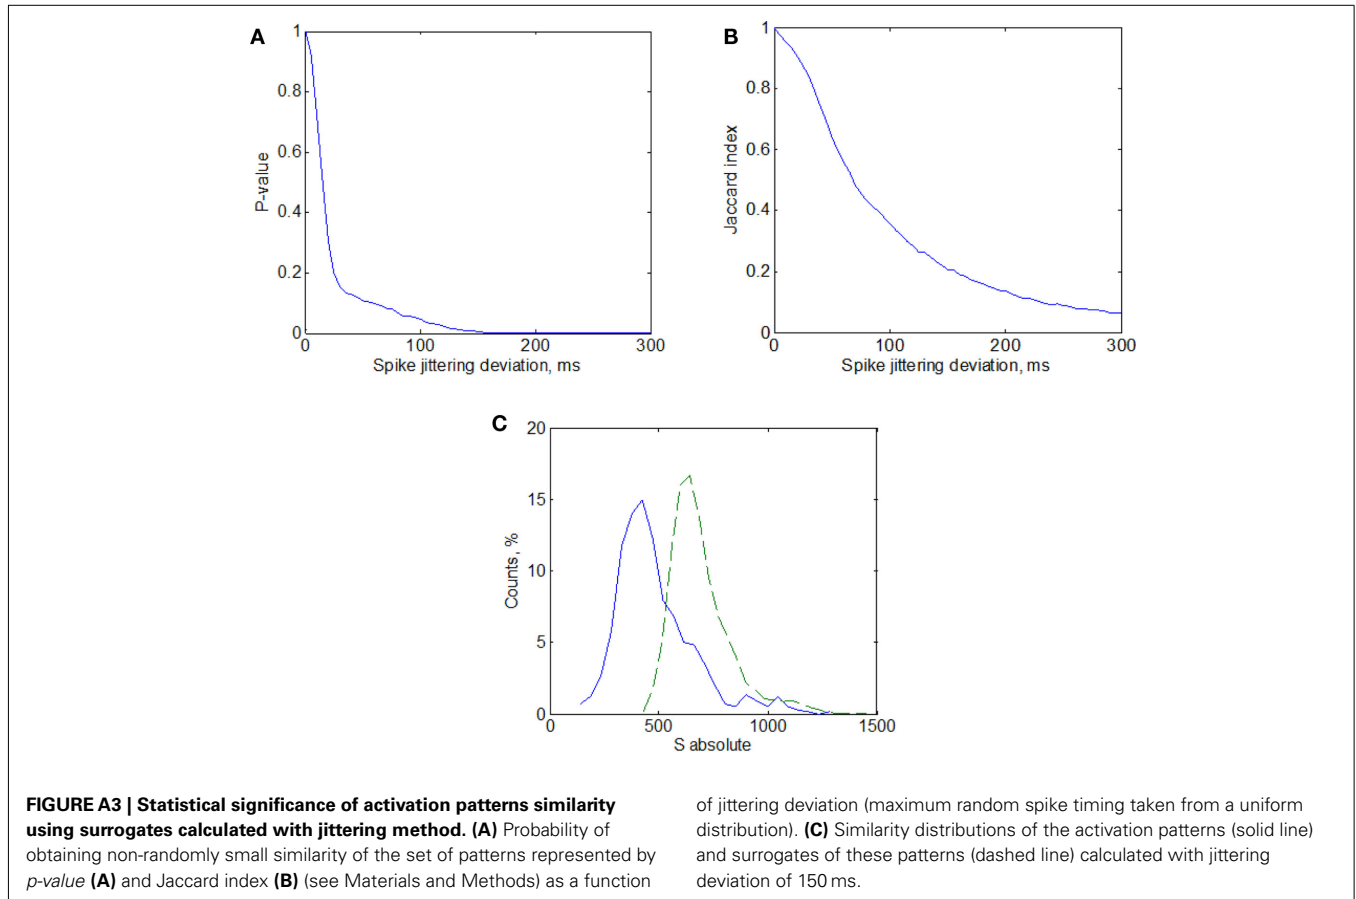 A
1
0.8
0.6
0.4
0.2
0
P-value
0
100
200
300
Spike jittering deviation, ms
B
1
0.8
0.6
0.4
0.2
0
Jaccard index
0
100
200
300
Spike jittering deviation, ms
C
20
15
10
5
0
Counts, %
0
500
1000
1500
S absolute
FIGURE A3 | Statistical significance of activation patterns similarity
using surrogates calculated with jittering method. (A) Probability of
obtaining non-randomly small similarity of the set of patterns represented by
p-value (A) and Jaccard index (B) (see Materials and Methods) as a function
of jittering deviation (maximum random spike timing taken from a uniform
distribution). (C) Similarity distributions of the activation patterns (solid line)
and surrogates of these patterns (dashed line) calculated with jittering
deviation of 150 ms.